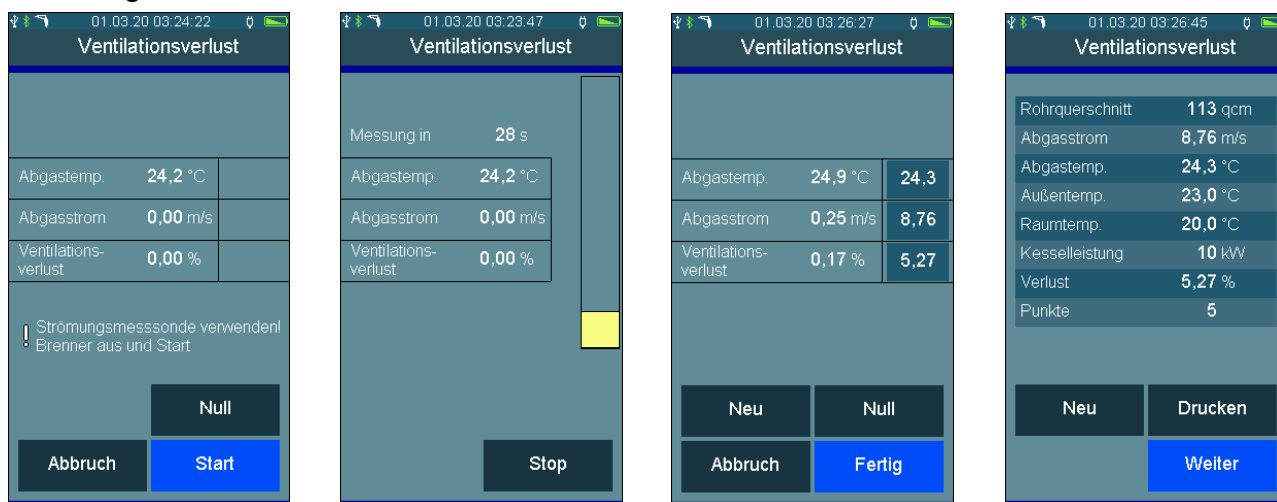 01.03.20 03:24:22
Ventilationsverlust
Abgastemp. 24,2 °C
Abgasstrom 0,00 m/s
Ventilations-
verlust 0,00 %
! Strömungsmesssonde verwenden!
Brenner aus und Start
Null
Abbruch Start
01.03.20 03:23:47
Ventilationsverlust
Messung in 28 s
Abgastemp. 24,2 °C
Abgasstrom 0,00 m/s
Ventilations-
verlust 0,00 %
Stop
01.03.20 03:26:27
Ventilationsverlust
Abgastemp. 24,9 °C 24,3
Abgasstrom 0,25 m/s 8,76
Ventilations-
verlust 0,17 % 5,27
Neu Null
Abbruch Fertig
01.03.20 03:26:45
Ventilationsverlust
Rohrquerschnitt 113 qcm
Abgasstrom 8,76 m/s
Abgastemp. 24,3 °C
Außentemp. 23,0 °C
Raumtemp. 20,0 °C
Kesselleistung 10 kW
Verlust 5,27 %
Punkte 5
Neu Drucken
Weiter